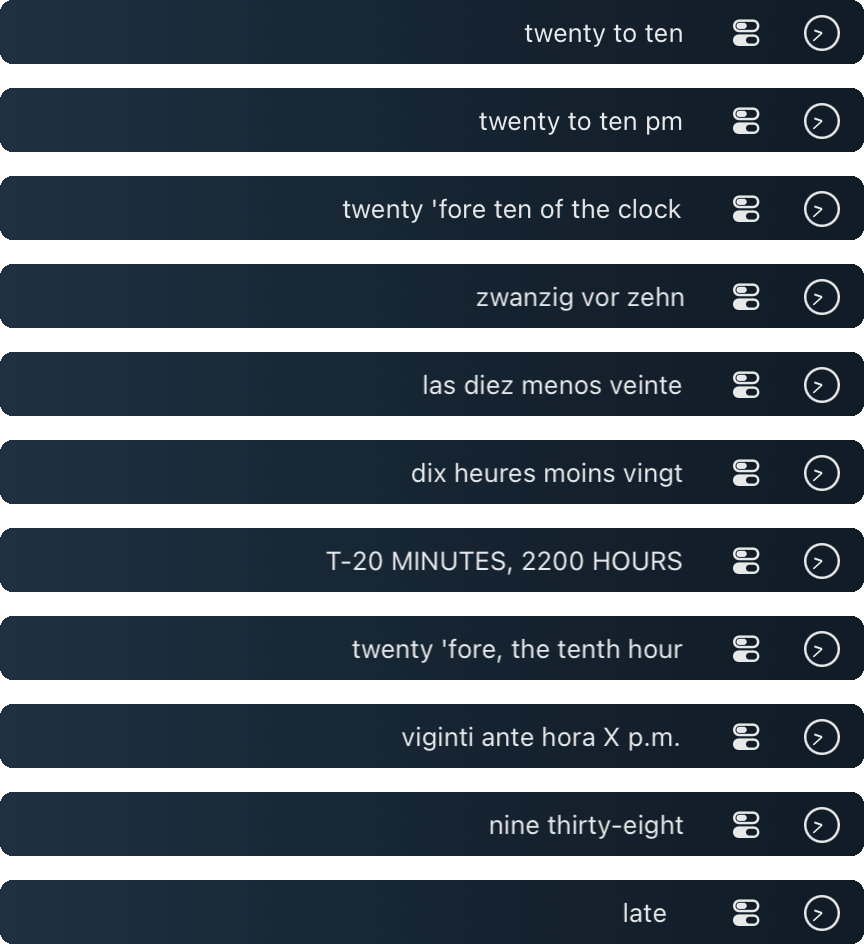 twenty to ten
twenty to ten pm
twenty 'fore ten of the clock
zwanzig vor zehn
las diez menos veinte
dix heures moins vingt
T-20 MINUTES, 2200 HOURS
twenty 'fore, the tenth hour
viginti ante hora X p.m.
nine thirty-eight
late